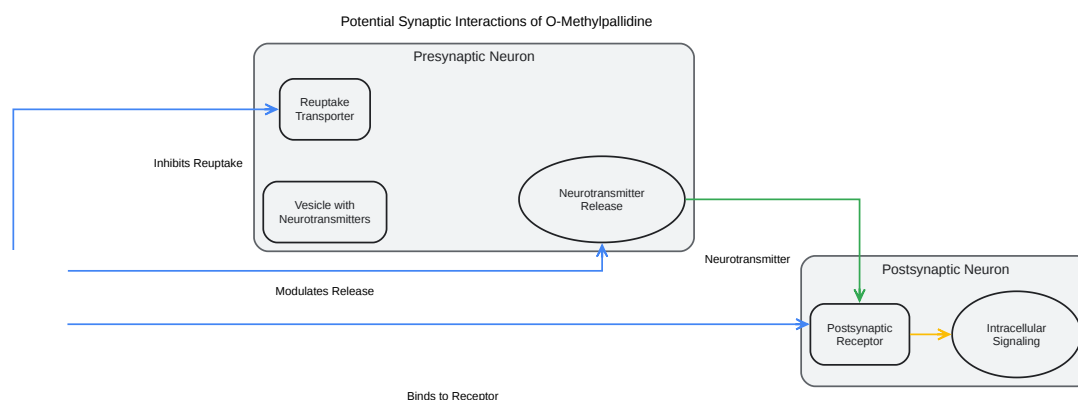 Potential Synaptic Interactions of O-Methylpallidine
Presynaptic Neuron
Reuptake
Transporter
Inhibits Reuptake
Vesicle with
Neurotransmitters
Neurotransmitter
Release
Neurotransmitter
Modulates Release
Postsynaptic Neuron
Postsynaptic
Receptor
Intracellular
Signaling
Binds to Receptor